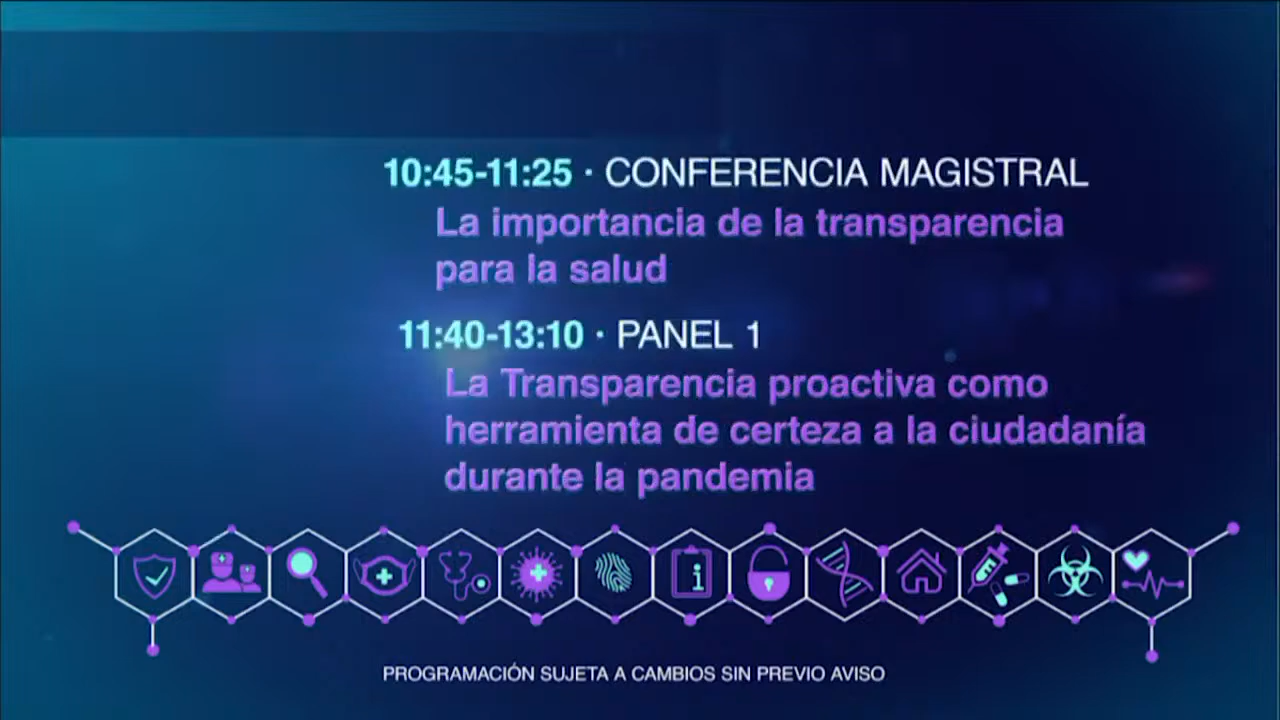 10:45-11:25 · CONFERENCIA MAGISTRAL
La importancia de la transparencia
para la salud
11:40-13:10 · PANEL 1
La Transparencia proactiva como
herramienta de certeza a la ciudadanía
durante la pandemia
i
PROGRAMACIÓN SUJETA A CAMBIOS SIN PREVIO AVISO